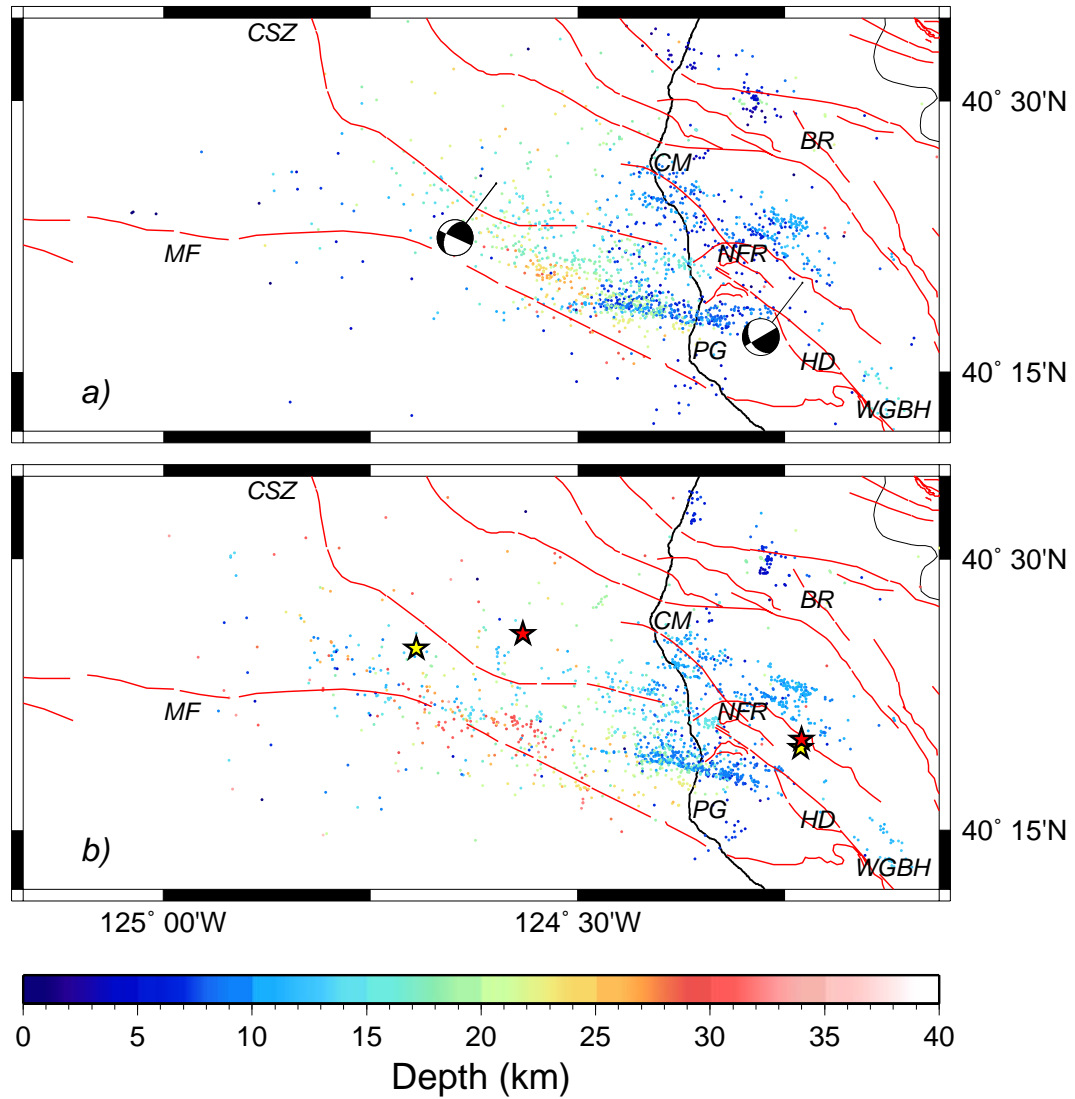 CSZ
40˚ 30'N
BR
CM
MF
NFR
PG
HD
40˚ 15'N
a)
WGBH
CSZ
40˚ 30'N
BR
CM
MF
NFR
PG
HD
40˚ 15'N
b)
WGBH
125˚ 00'W 124˚ 30'W
0 5 10 15 20 25 30 35 40
Depth (km)